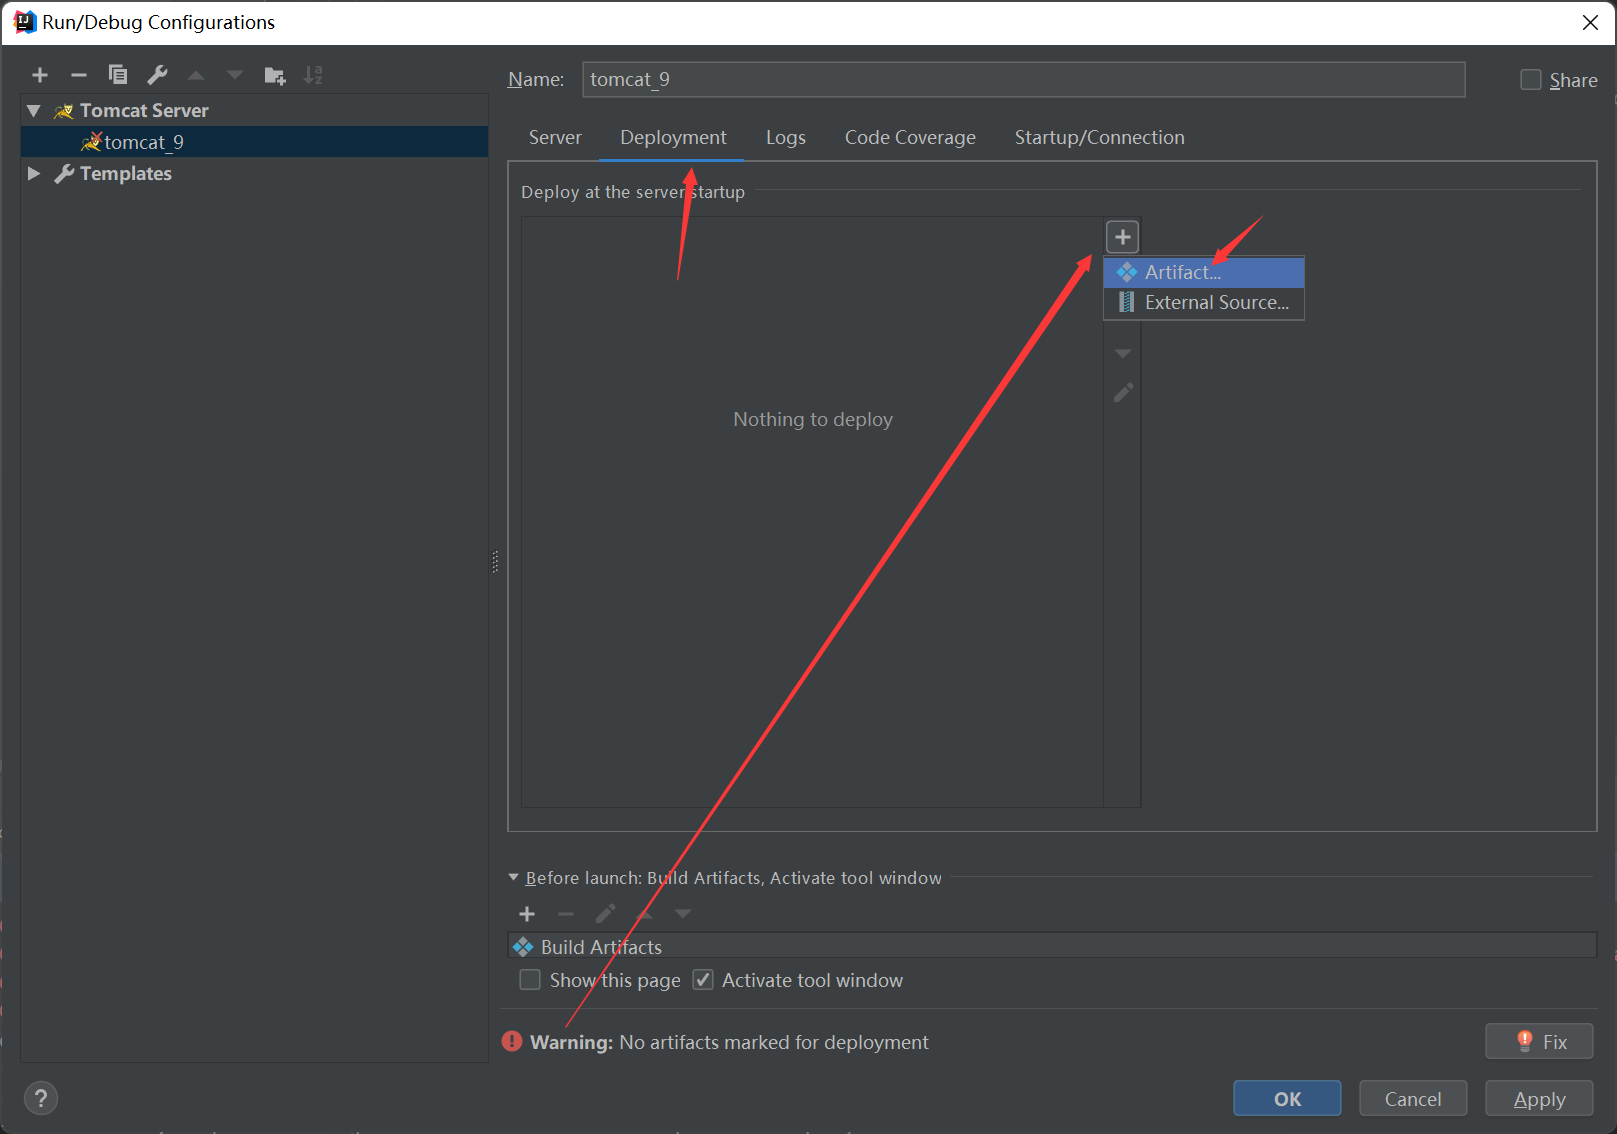 Run/Debug Configurations
Name: tomcat_9
Share
Tomcat Server
tomcat_9
Templates
Server Deployment Logs Code Coverage Startup/Connection
Deploy at the server startup
Artifact...
External Source...
Nothing to deploy
Before launch: Build Artifacts, Activate tool window
Build Artifacts
Show this page Activate tool window
Warning: No artifacts marked for deployment
Fix
?
OK Cancel Apply